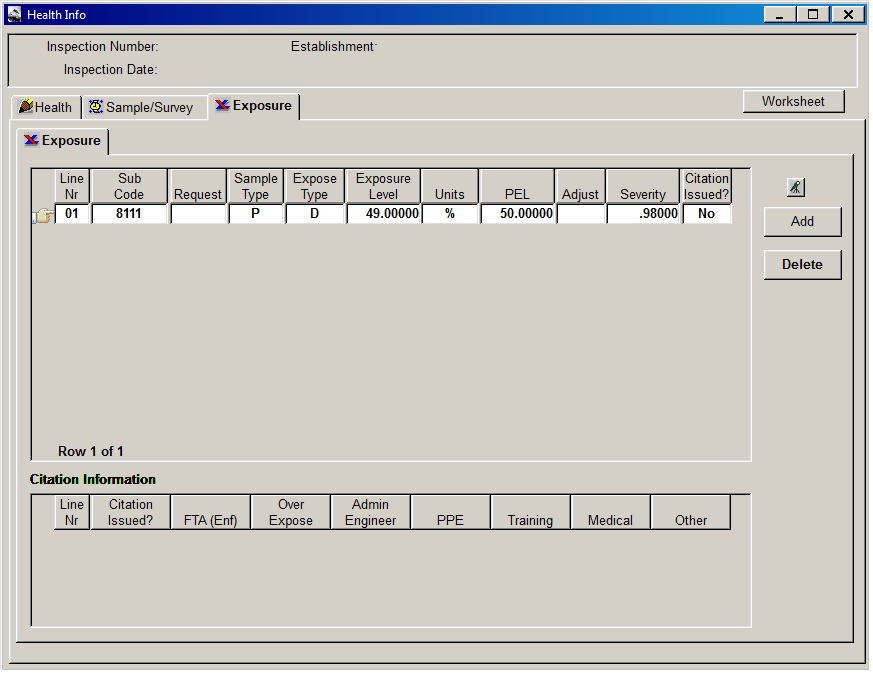 Health Info
Inspection Number: Establishment
Inspection Date:
Health Sample/Survey Exposure Worksheet
Exposure
Line Nr Sub Code Request Sample Type Expose Type Exposure Level Units PEL Adjust Severity Citation Issued?
01 8111 P D 49.00000 % 50.00000 .98000 No
Add
Delete
Row 1 of 1
Citation Information
Line Nr Citation Issued? FTA (Enf) Over Expose Admin Engineer PPE Training Medical Other